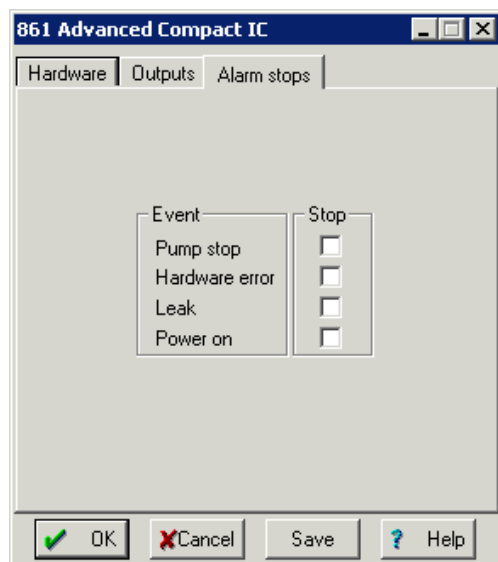 861 Advanced Compact IC
Hardware Outputs Alarm stops
Event Stop
Pump stop
Hardware error
Leak
Power on
OK Cancel Save ? Help